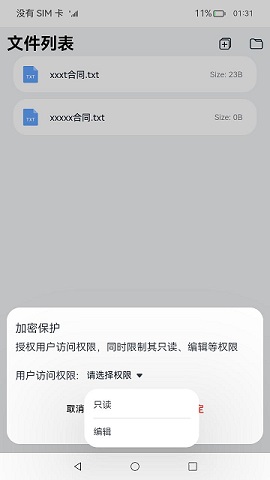 没有 SIM 卡 11% 01:31
文件列表
TXT xxxt合同.txt Size: 23B
TXT xxxxx合同.txt Size: 0B
加密保护
授权用户访问权限，同时限制其只读、编辑等权限
用户访问权限: 请选择权限
取消 定
只读
编辑